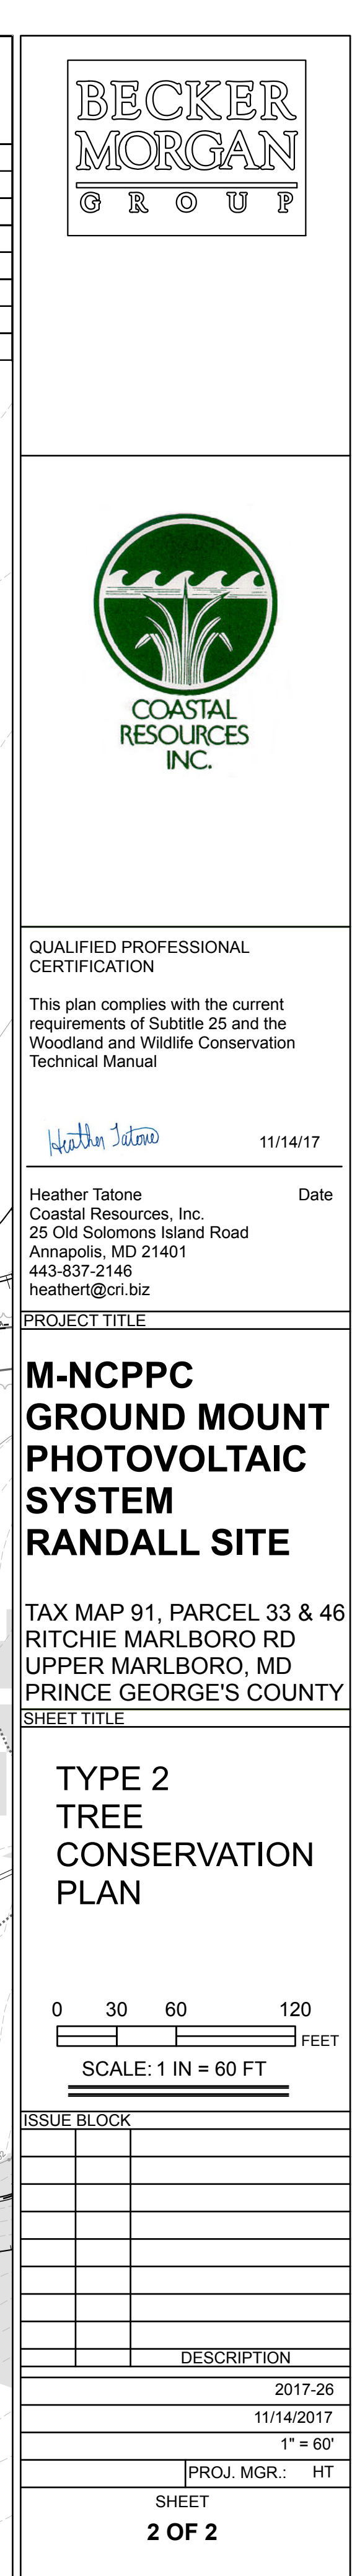 BECKER
MORGAN
GROUP
COASTAL
RESOURCES
INC.
QUALIFIED PROFESSIONAL
CERTIFICATION
This plan complies with the current
requirements of Subtitle 25 and the
Woodland and Wildlife Conservation
Technical Manual
Heather Tatone 11/14/17
Heather Tatone Date
Coastal Resources, Inc.
25 Old Solomons Island Road
Annapolis, MD 21401
443-837-2146
heathert@cri.biz
PROJECT TITLE
M-NCPPC
GROUND MOUNT
PHOTOVOLTAIC
SYSTEM
RANDALL SITE
TAX MAP 91, PARCEL 33 & 46
RITCHIE MARLBORO RD
UPPER MARLBORO, MD
PRINCE GEORGE'S COUNTY
SHEET TITLE
TYPE 2
TREE
CONSERVATION
PLAN
0 30 60 120
FEET
SCALE: 1 IN = 60 FT
ISSUE BLOCK
DESCRIPTION
2017-26
11/14/2017
1" = 60'
PROJ. MGR.: HT
SHEET
2 OF 2